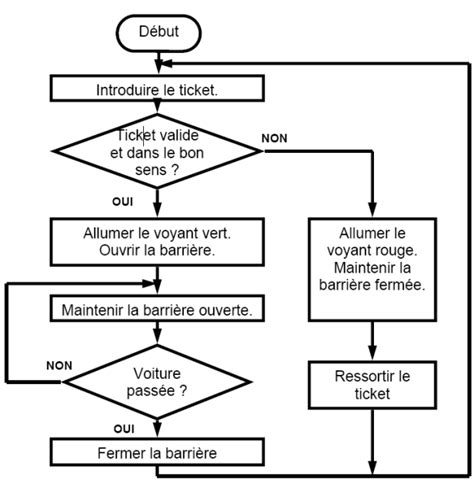 Début
Introduire le ticket.
Ticket valide
et dans le bon
sens ?
NON
OUI
Allumer le voyant vert.
Ouvrir la barrière.
Allumer le
voyant rouge.
Maintenir la
barrière fermée.
Maintenir la barrière ouverte.
NON
Voiture
passée ?
Ressortir le
ticket
OUI
Fermer la barrière